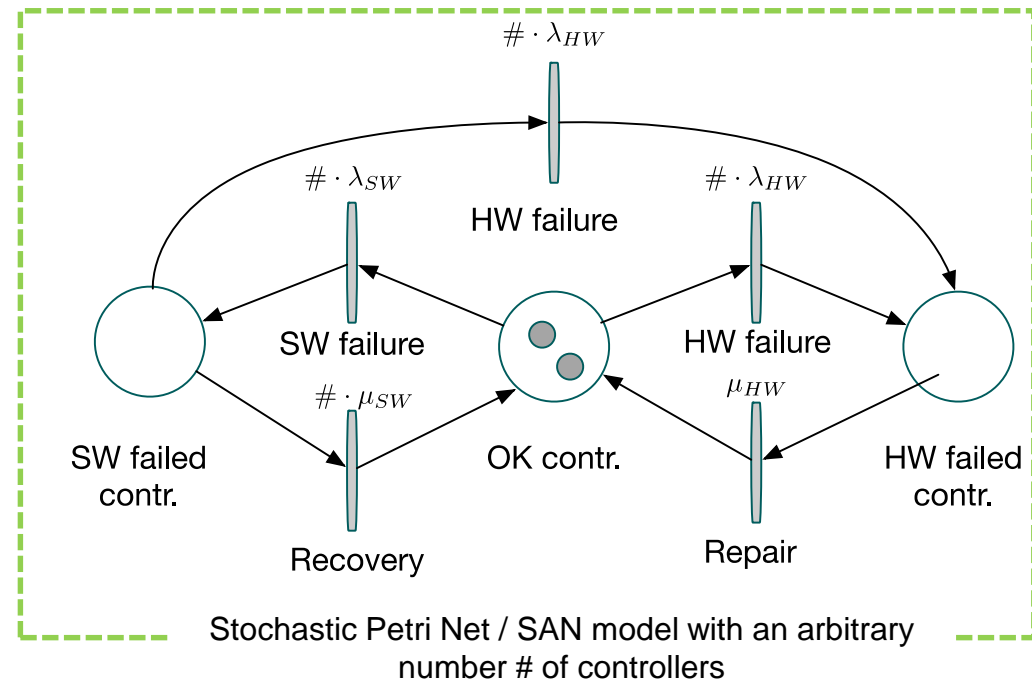 # · λ_HW
# · λ_SW
# · λ_HW
HW failure
SW failure
HW failure
# · μ_SW
μ_HW
SW failed
contr.
OK contr.
HW failed
contr.
Recovery
Repair
Stochastic Petri Net / SAN model with an arbitrary
number # of controllers